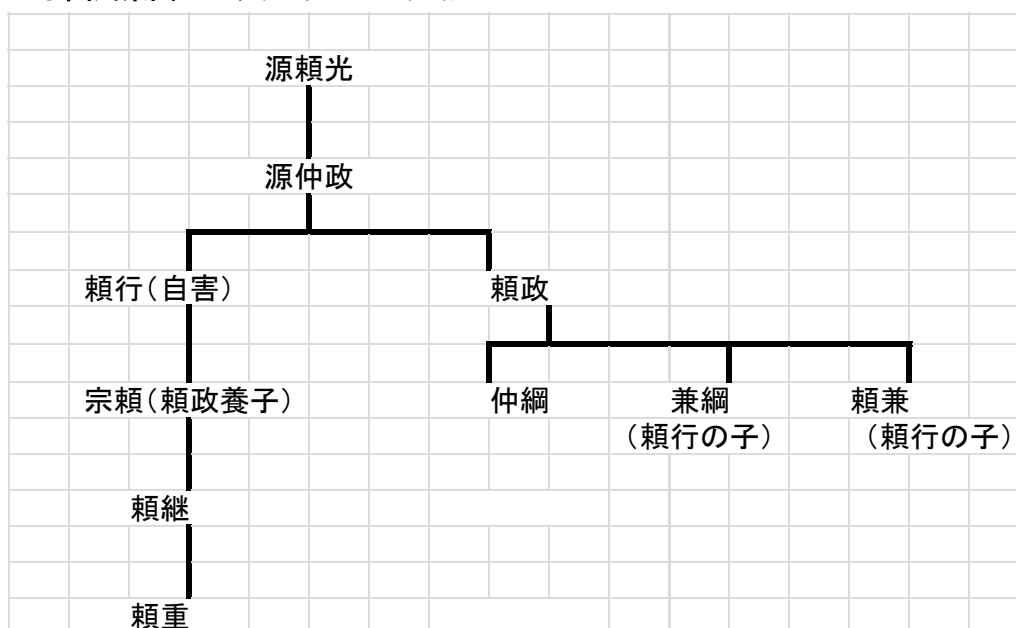 源頼光
源仲政
頼行（自害）
頼政
宗頼（頼政養子）
仲綱
兼綱
（頼行の子）
頼兼
（頼行の子）
頼継
頼重